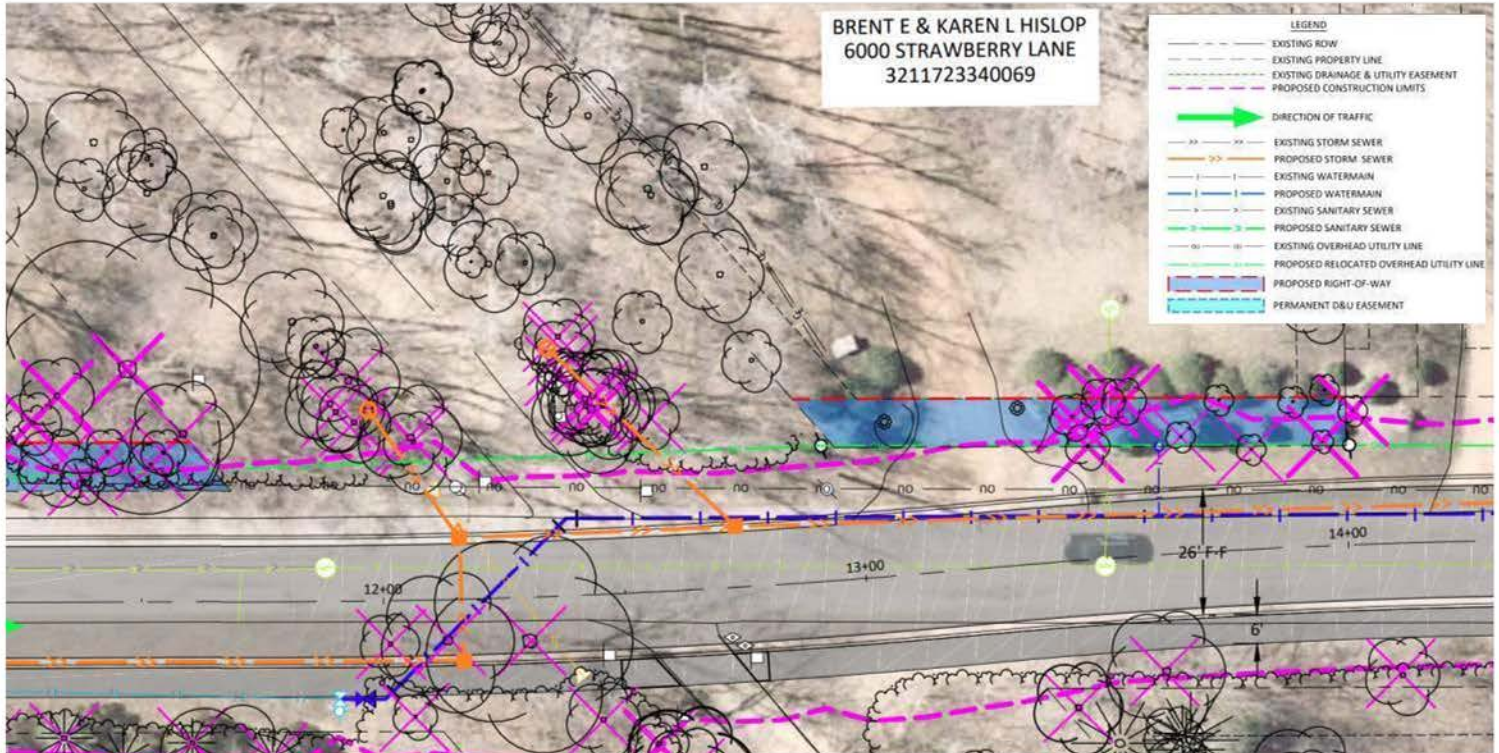 BRENT E & KAREN L HISLOP
6000 STRAWBERRY LANE
3211723340069
LEGEND
EXISTING ROW
EXISTING PROPERTY LINE
EXISTING DRAINAGE & UTILITY EASEMENT
PROPOSED CONSTRUCTION LIMITS
DIRECTION OF TRAFFIC
>> >> EXISTING STORM SEWER
>> PROPOSED STORM SEWER
EXISTING WATERMAIN
PROPOSED WATERMAIN
> > EXISTING SANITARY SEWER
PROPOSED SANITARY SEWER
EXISTING OVERHEAD UTILITY LINE
PROPOSED RELOCATED OVERHEAD UTILITY LINE
PROPOSED RIGHT-OF-WAY
PERMANENT D&U EASEMENT
12+00
13+00
14+00
26' F-F
6'